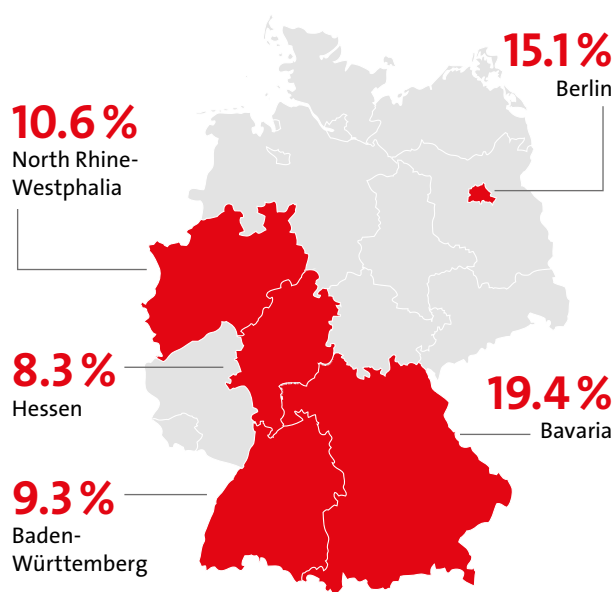 15.1 %
Berlin
10.6 %
North Rhine-
Westphalia
8.3 %
Hessen
19.4 %
Bavaria
9.3 %
Baden-
Württemberg